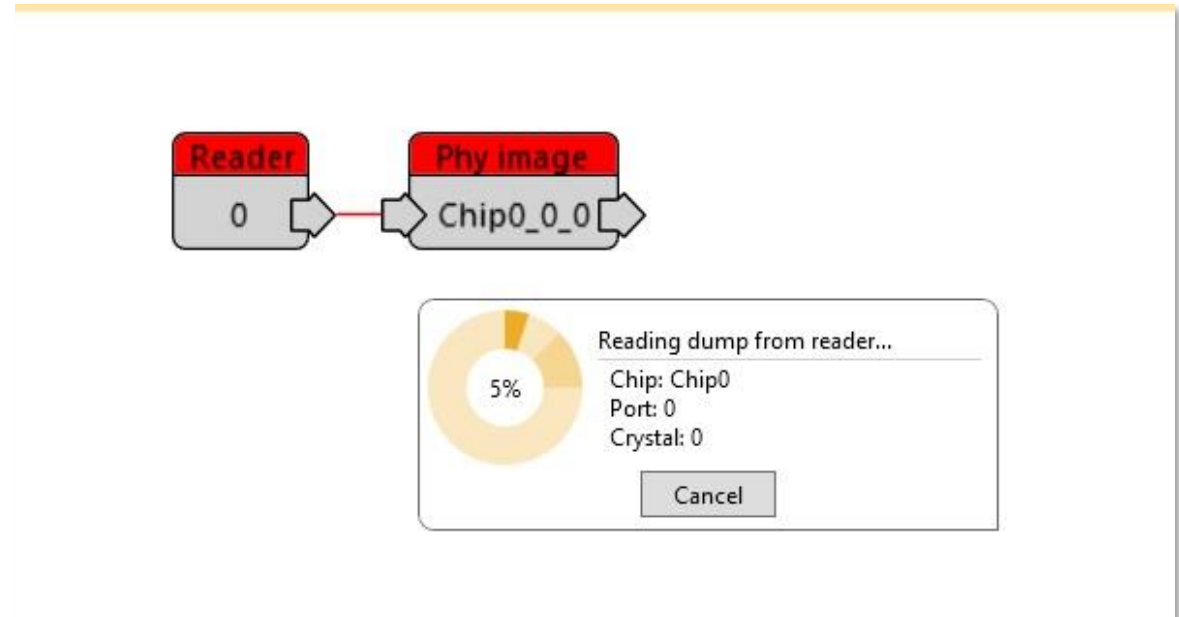 Reader
0
Phy image
Chip0_0_0
5%
Reading dump from reader...
Chip: Chip0
Port: 0
Crystal: 0
Cancel